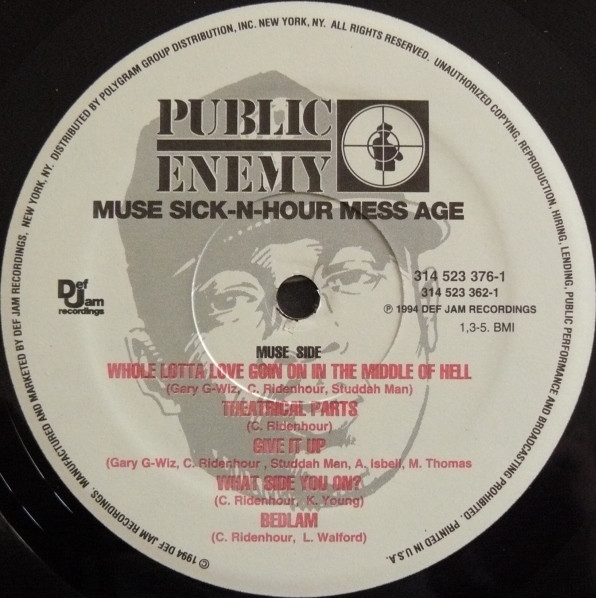 © 1994 DEF JAM RECORDINGS. MANUFACTURED AND MARKETED BY DEF JAM RECORDINGS, NEW YORK, NY. DISTRIBUTED BY POLYGRAM GROUP DISTRIBUTION, INC. NEW YORK, NY. ALL RIGHTS RESERVED. UNAUTHORIZED COPYING, REPRODUCTION, HIRING, LENDING, PUBLIC PERFORMANCE AND BROADCASTING PROHIBITED. PRINTED IN U.S.A.
PUBLIC
ENEMY
MUSE SICK-N-HOUR MESS AGE
Def
Jam
recordings
314 523 376-1
314 523 362-1
℗ 1994 DEF JAM RECORDINGS
1,3-5. BMI
MUSE SIDE
WHOLE LOTTA LOVE GOIN ON IN THE MIDDLE OF HELL
(Gary G-Wiz, C. Ridenhour, Studdah Man)
THEATRICAL PARTS
(C. Ridenhour)
GIVE IT UP
(Gary G-Wiz, C. Ridenhour , Studdah Man, A. Isbell, M. Thomas
WHAT SIDE YOU ON?
(C. Ridenhour, K. Young)
BEDLAM
(C. Ridenhour, L. Walford)